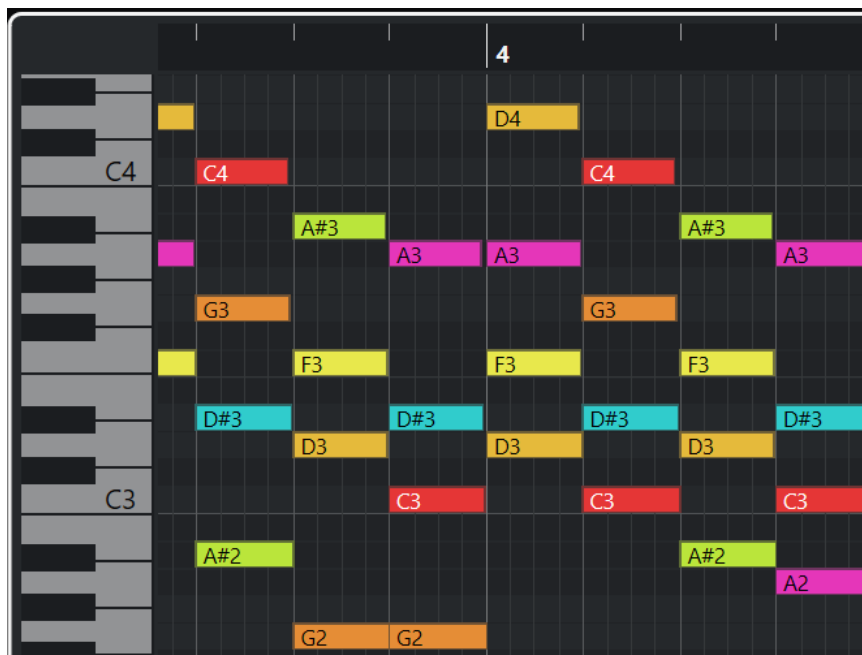 4
D4
C4 C4 C4
A#3 A#3
A3 A3 A3
G3 G3
F3 F3 F3
D#3 D#3 D#3 D#3
D3 D3 D3
C3 C3 C3 C3
A#2 A#2
A2
G2 G2